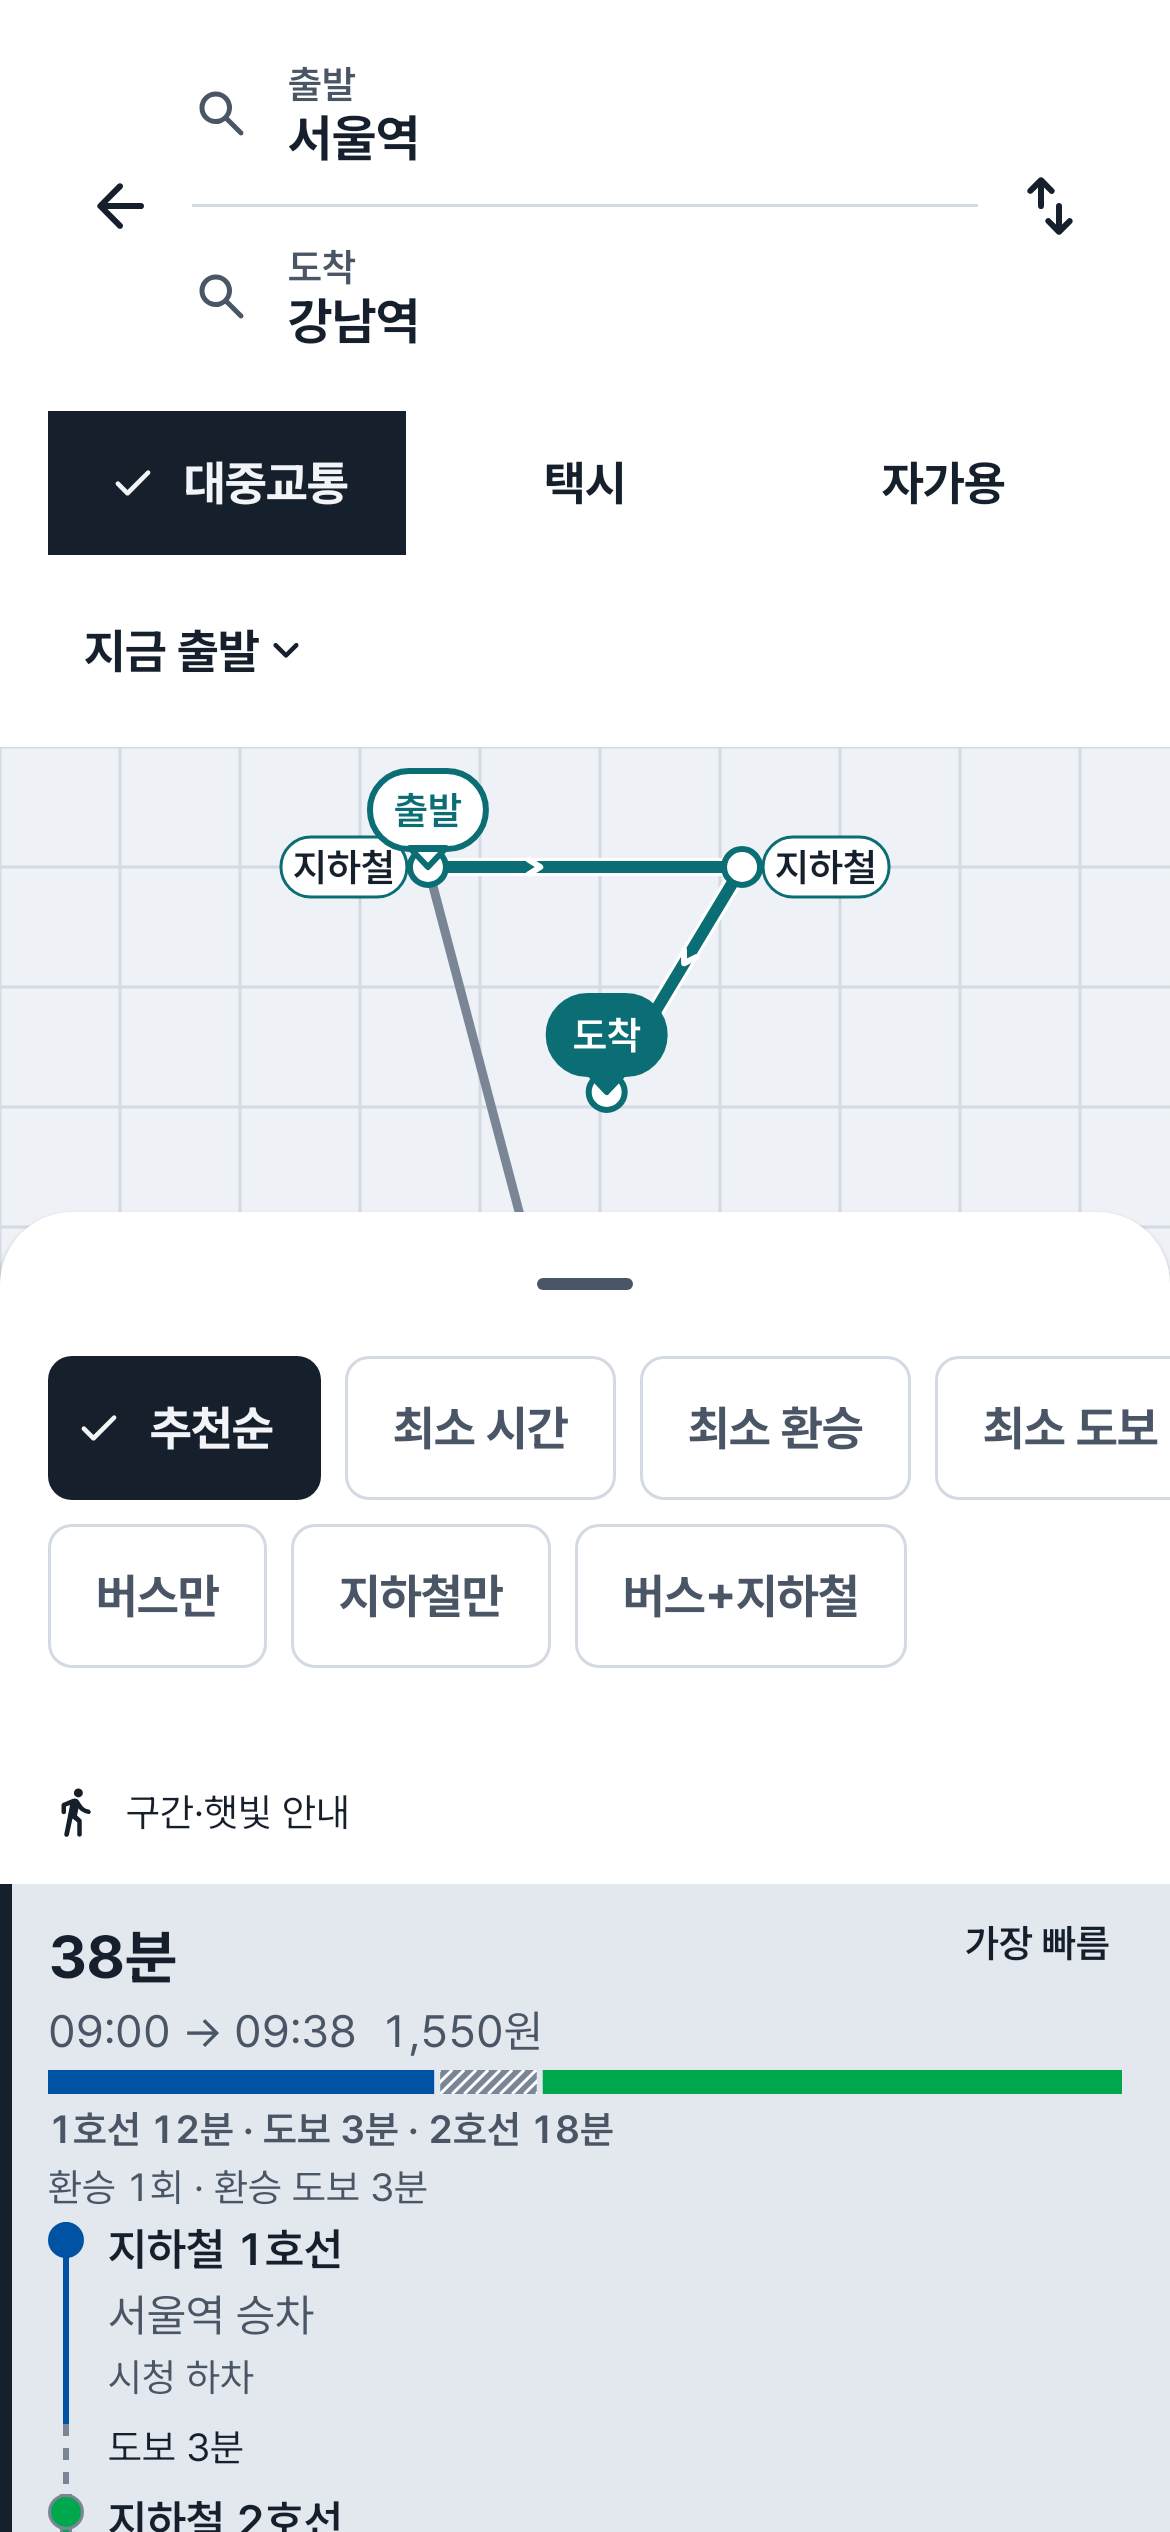 출발
서울역
도착
강남역
대중교통
택시
자가용
지금 출발
출발
지하철
지하철
도착
추천순
최소 시간
최소 환승
최소 도보
버스만
지하철만
버스+지하철
구간·햇빛 안내
38분
가장 빠름
09:00 → 09:38 1,550원
1호선 12분 · 도보 3분 · 2호선 18분
환승 1회 · 환승 도보 3분
지하철 1호선
서울역 승차
시청 하차
도보 3분
지하철 2호선